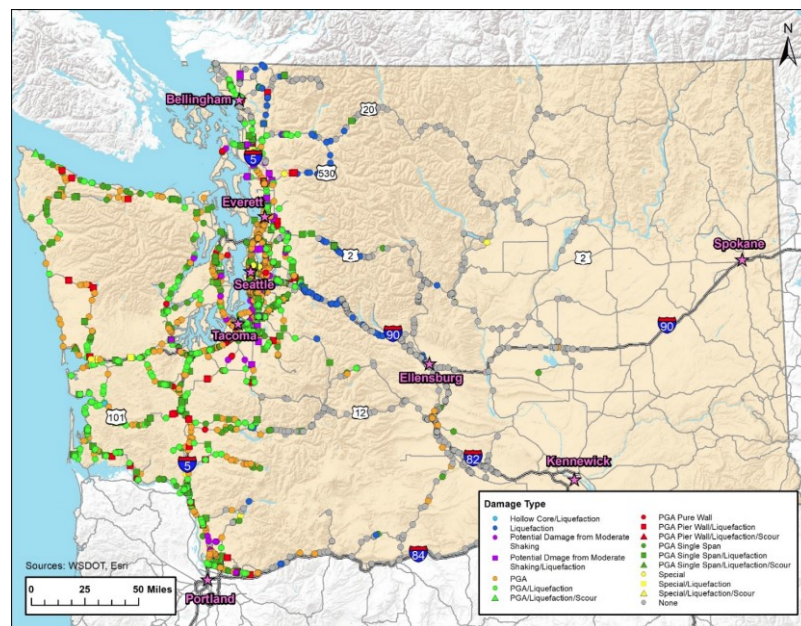 N
Bellingham
20
5
530
Everett
2
Seattle
2
Spokane
90
Tacoma
90
Ellensburg
12
101
82
5
Kennewick
84
Portland
Sources: WSDOT, Esri
0 12.5 25 50 Miles
Damage Type
Hollow Core/Liquefaction
Liquefaction
Potential Damage from Moderate
Shaking
Potential Dmage from Moderate
Shaking/Liquefaction
PGA
PGA/Liquefaction
PGA/Liquefaction/Scour
PGA Pure Wall
PGA Pier Wall/Liquefaction
PGA Pier Wall/Liquefaction/Scour
PGA Single Span
PGA Single Span/Liquefaction
PGA Single Span/Liquefaction/Scour
Special
Special/Liquefaction
Special/Liquefaction/Scour
None